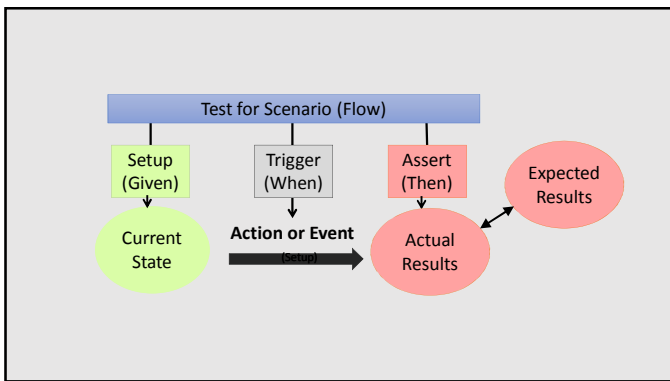 Test for Scenario (Flow)
Setup
(Given)
Trigger
(When)
Assert
(Then)
Expected
Results
Current
State
Action or Event
(Setup)
Actual
Results